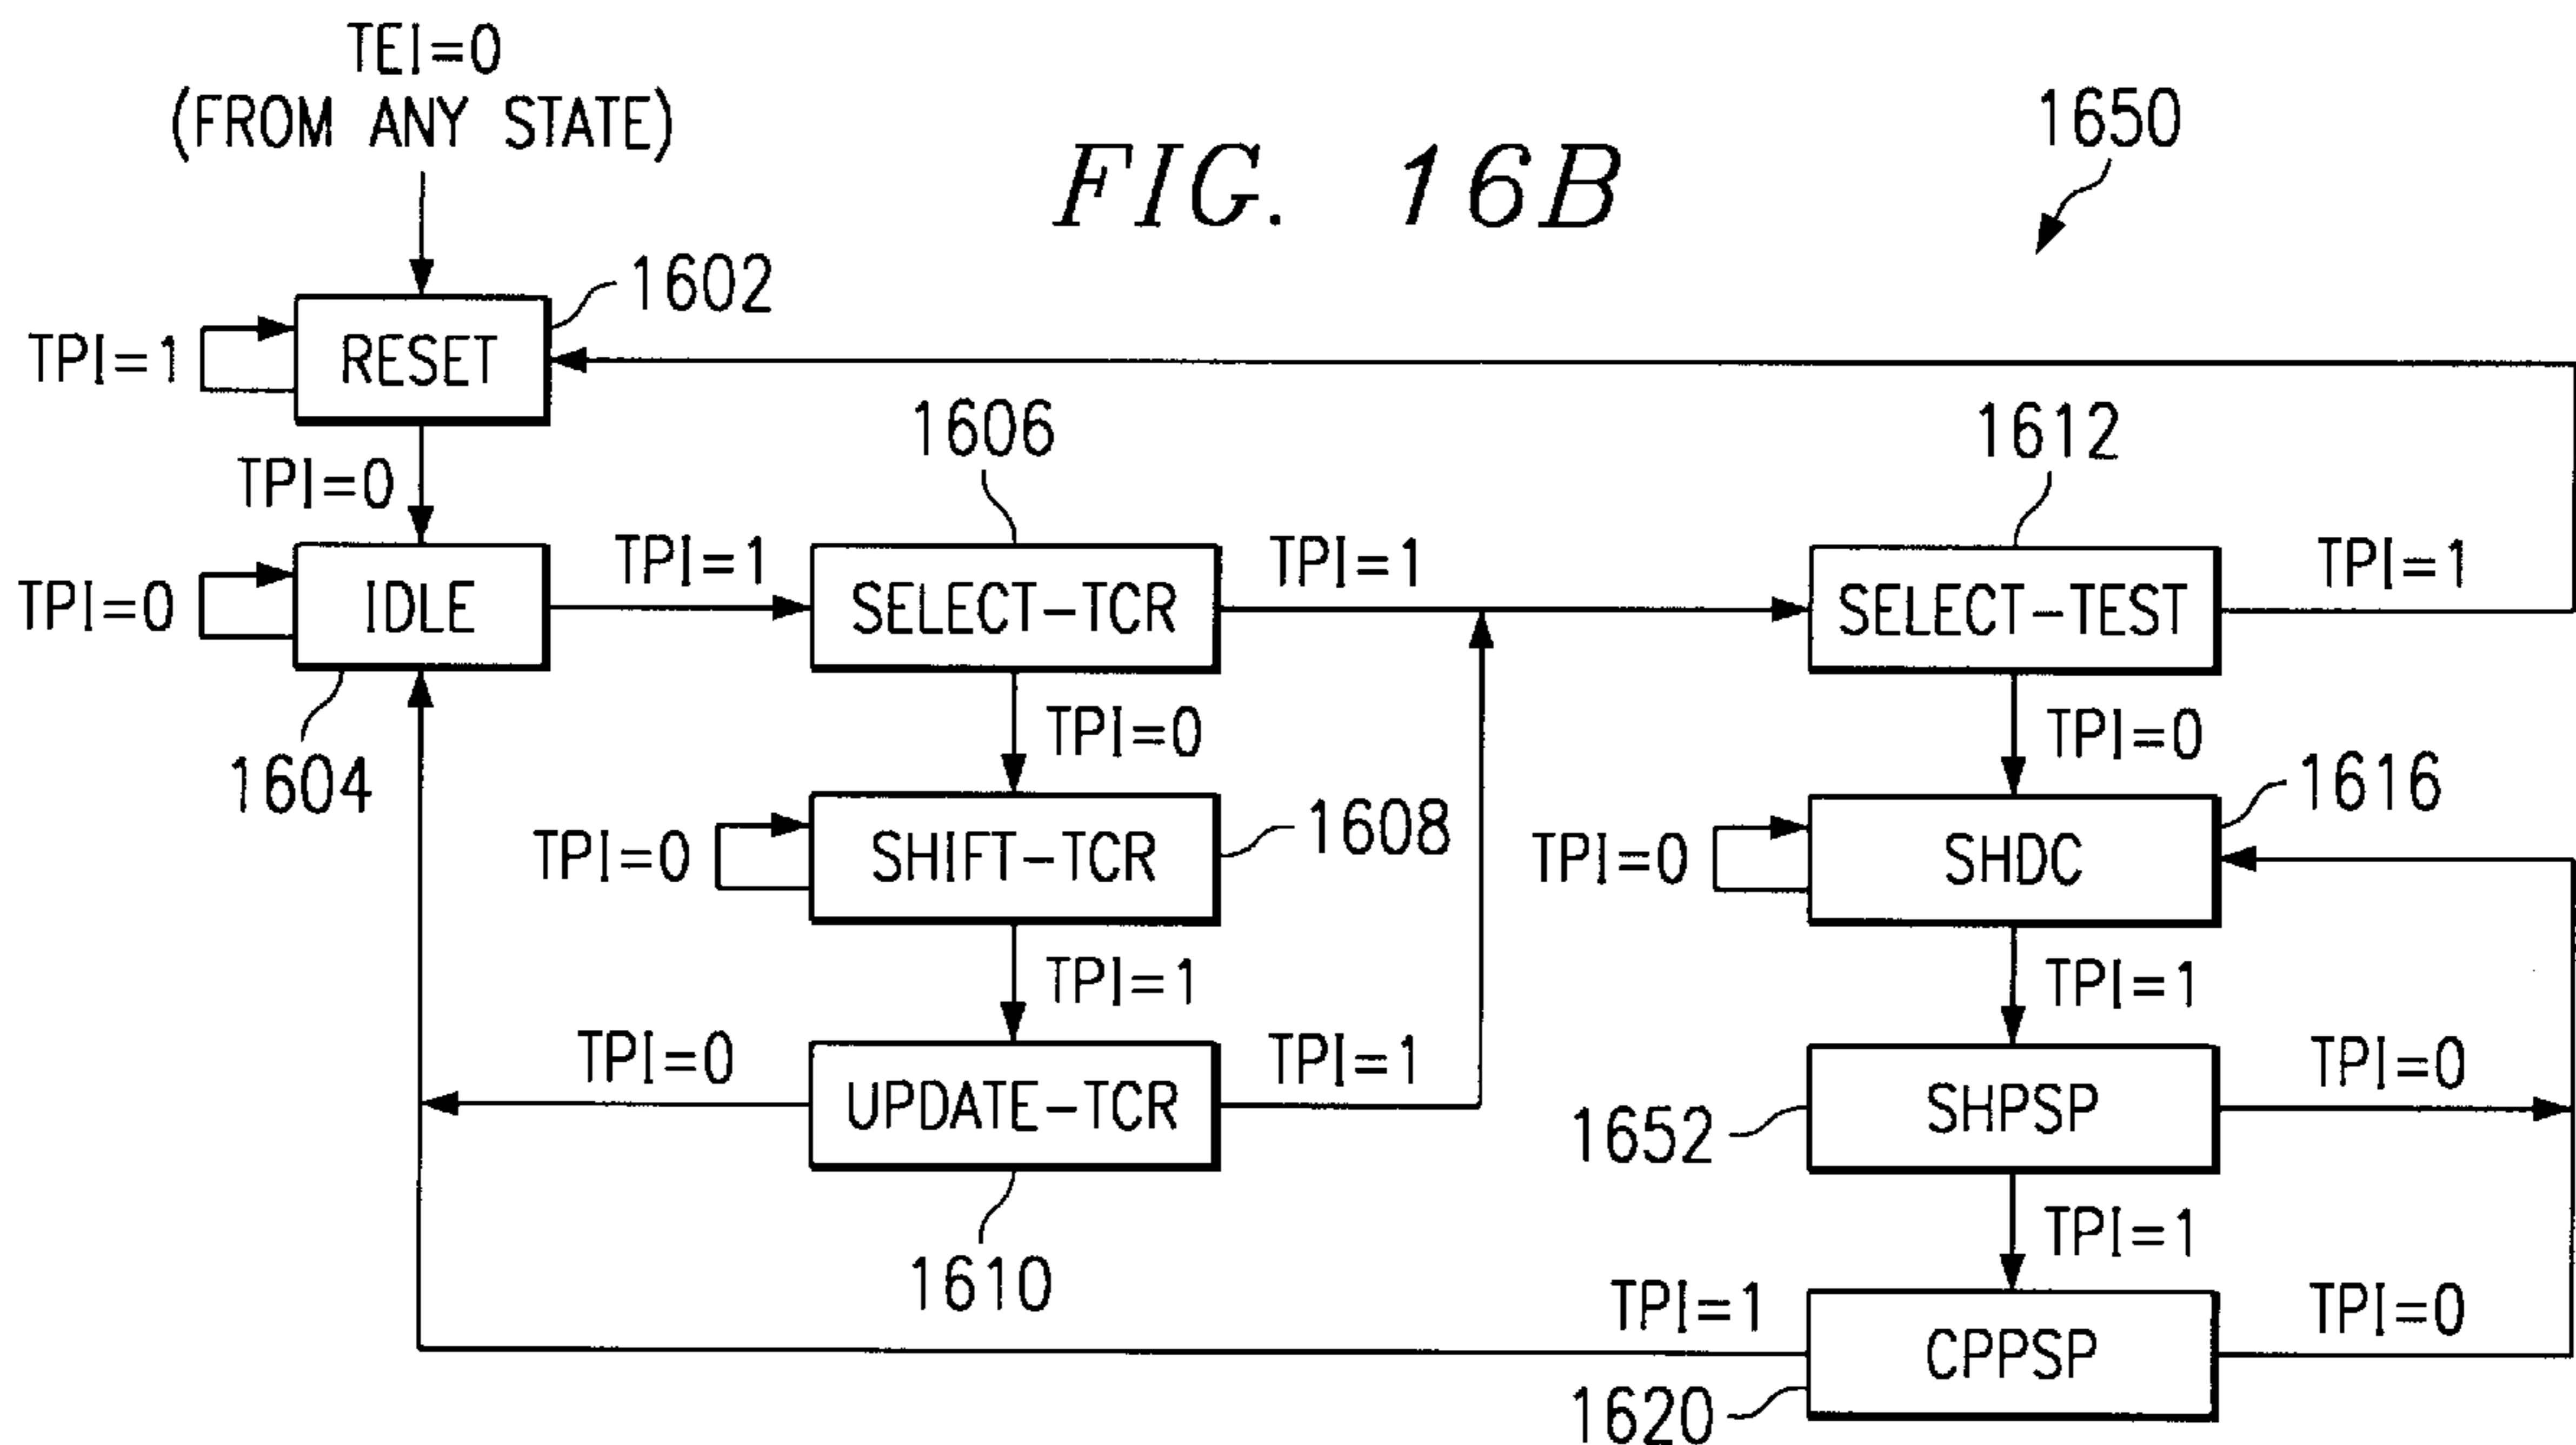 TEI=0
(FROM ANY STATE)
FIG. 16B
1650
1602
TPI=1
RESET
TPI=0
1606
1612
TPI=0
IDLE
TPI=1
SELECT-TCR
TPI=1
SELECT-TEST
TPI=1
1604
TPI=0
TPI=0
TPI=0
SHIFT-TCR
1608
TPI=0
SHDC
1616
TPI=1
TPI=1
TPI=0
UPDATE-TCR
TPI=1
1652
SHPSP
TPI=0
1610
TPI=1
TPI=1
CPPSP
TPI=0
1620